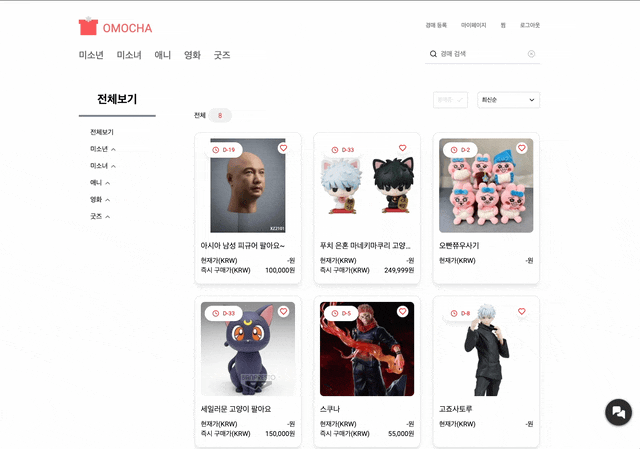 OMOCHA
경매 등록 마이페이지 찜 로그아웃
미소년 미소녀 애니 영화 굿즈
경매 검색
전체보기
최신순
전체 8
전체보기
미소년
미소녀
애니
영화
굿즈
D-19
KZ2101
아시아 남성 피규어 팔아요~
현재가(KRW) -원
즉시 구매가(KRW) 100,000원
D-33
푸치 은혼 마네키마쿠리 고양...
현재가(KRW) -원
즉시 구매가(KRW) 249,999원
D-2
오빤쮸우사기
현재가(KRW) -원
D-33
세일러문 고양이 팔아요
현재가(KRW) -원
즉시 구매가(KRW) 150,000원
D-5
스쿠나
현재가(KRW) -원
즉시 구매가(KRW) 55,000원
D-8
고죠사토루
현재가(KRW) -원